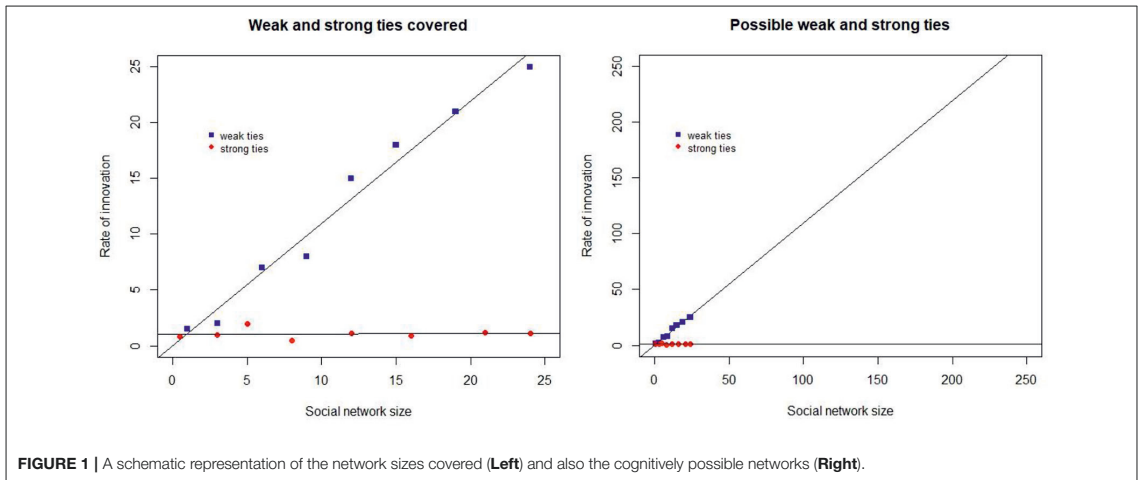 Weak and strong ties covered
25
20
15
10
5
0
Rate of innovation
weak ties
strong ties
0 5 10 15 20 25
Social network size
Possible weak and strong ties
250
200
150
100
50
0
Rate of innovation
weak ties
strong ties
0 50 100 150 200 250
Social network size
FIGURE 1 | A schematic representation of the network sizes covered (Left) and also the cognitively possible networks (Right).